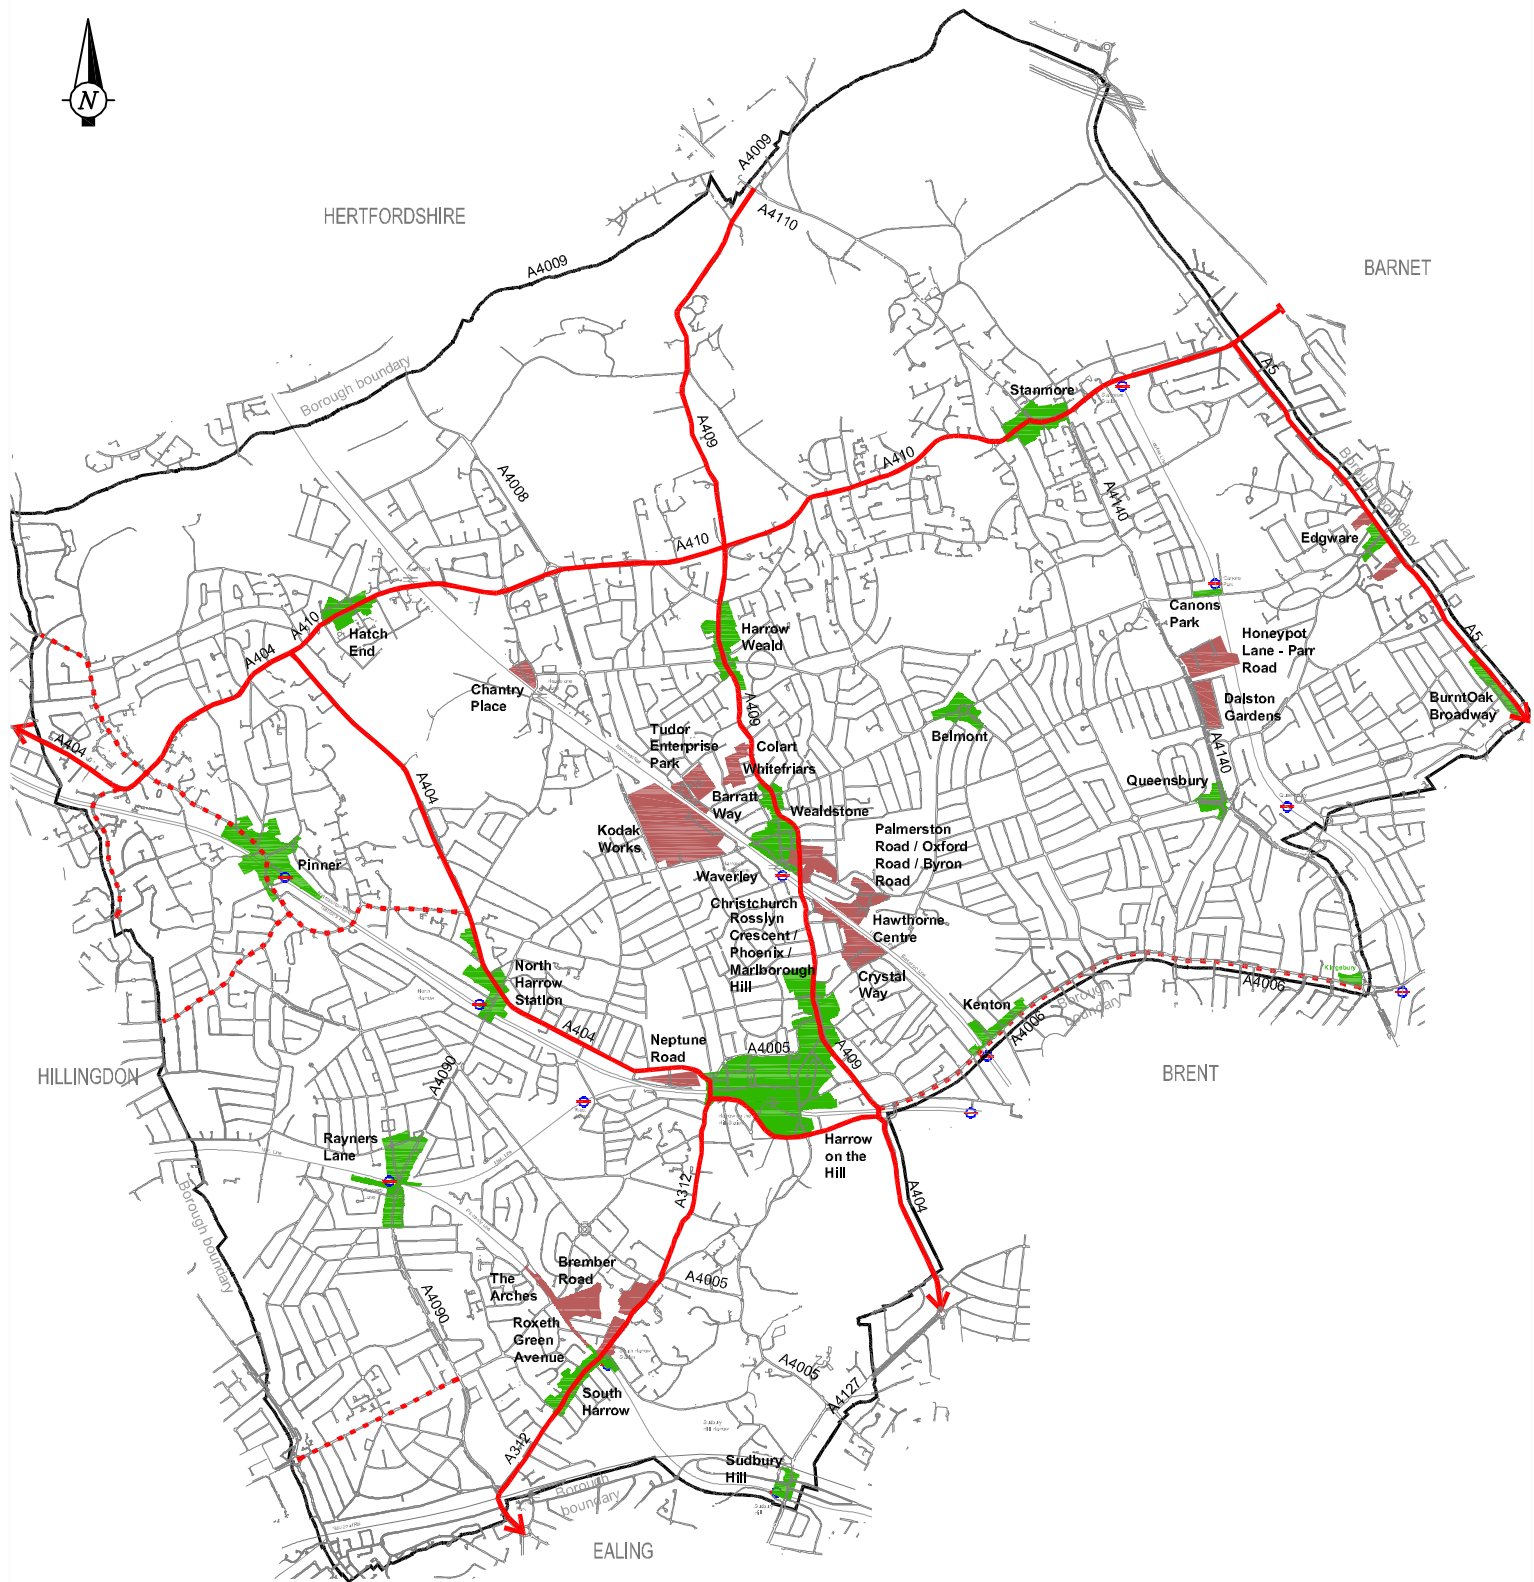 N
A4009
A4110
HERTFORDSHIRE
A4009
BARNET
A5
Borough boundary
Stanmore
A409
A410
A4008
A4140
Borough boundary
Edgware
A410
Canons
Park
Honeypot
Lane - Parr
Road
A410
Hatch
End
A404
Harrow
Weald
A5
Chantry
Place
A409
Dalston
Gardens
BurntOak
Broadway
Belmont
A404
Tudor
Enterprise
Park
Colart
Whitefriars
A4140
Queensbury
A404
Barratt
Way
Wealdstone
Kodak
Works
Palmerston
Road / Oxford
Road / Byron
Road
Pinner
Waverley
Christchurch
Rosslyn
Crescent /
Phoenix /
Marlborough
Hill
Hawthorne
Centre
North
Harrow
Station
Crystal
Way
Kingsbury
A4006
Kenton
Borough
boundary
A4006
A404
Neptune
Road
A4005
A409
HILLINGDON
A4090
BRENT
Rayners
Lane
Harrow
on the
Hill
A312
A404
Borough boundary
Brember
Road
The
Arches
A4005
A4090
Roxeth
Green
Avenue
A4005
South
Harrow
A4127
A312
Sudbury
Hill
Borough
boundary
EALING